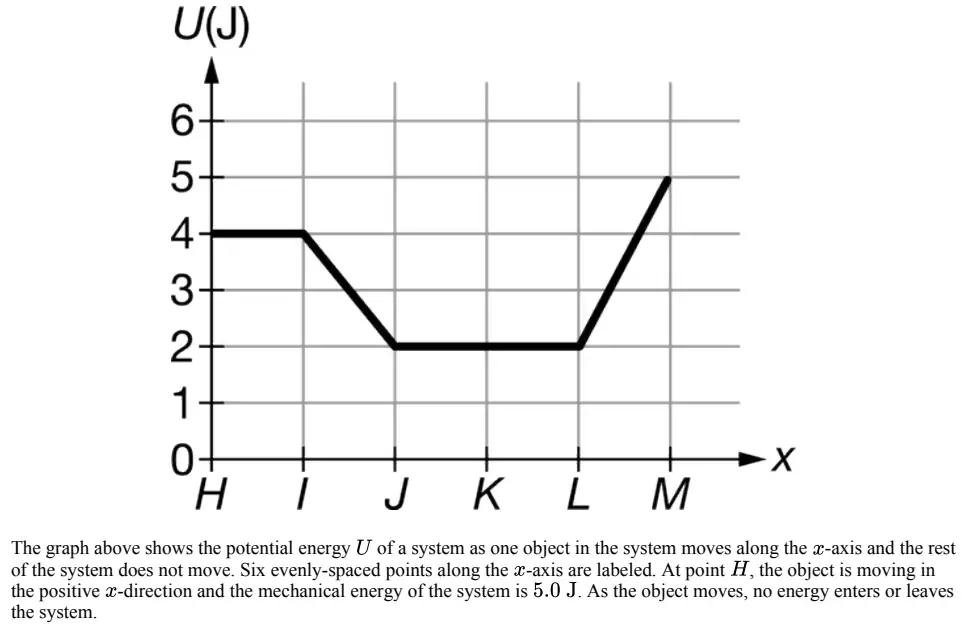 U(J)
6
5
4
3
2
1
0
x
H I J K L M
The graph above shows the potential energy U of a system as one object in the system moves along the x-axis and the rest
of the system does not move. Six evenly-spaced points along the x-axis are labeled. At point H, the object is moving in
the positive x-direction and the mechanical energy of the system is 5.0 J. As the object moves, no energy enters or leaves
the system.